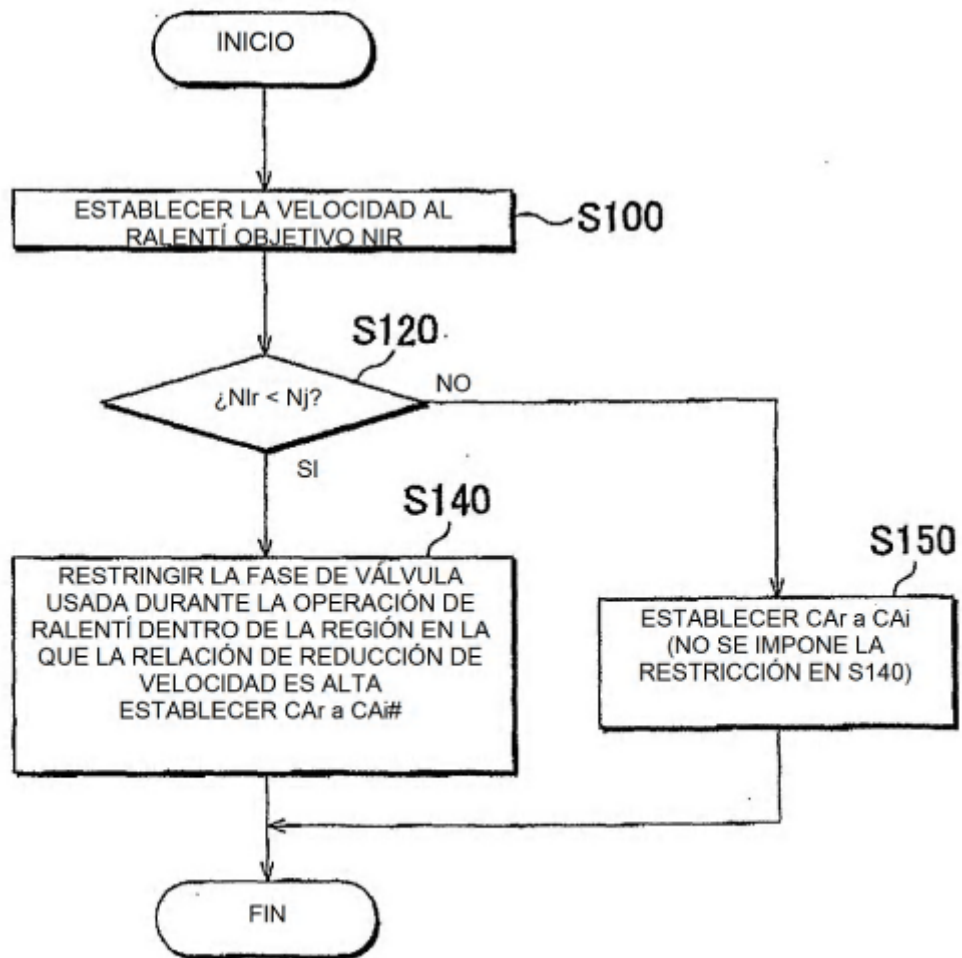 INICIO
ESTABLECER LA VELOCIDAD AL
RALENTÍ OBJETIVO NIR
S100
S120
¿NIr < Nj?
NO
SI
S140
RESTRINGIR LA FASE DE VÁLVULA
USADA DURANTE LA OPERACIÓN DE
RALENTÍ DENTRO DE LA REGIÓN EN LA
QUE LA RELACIÓN DE REDUCCIÓN DE
VELOCIDAD ES ALTA
ESTABLECER CAr a CAi#
S150
ESTABLECER CAr a CAi
(NO SE IMPONE LA
RESTRICCIÓN EN S140)
FIN